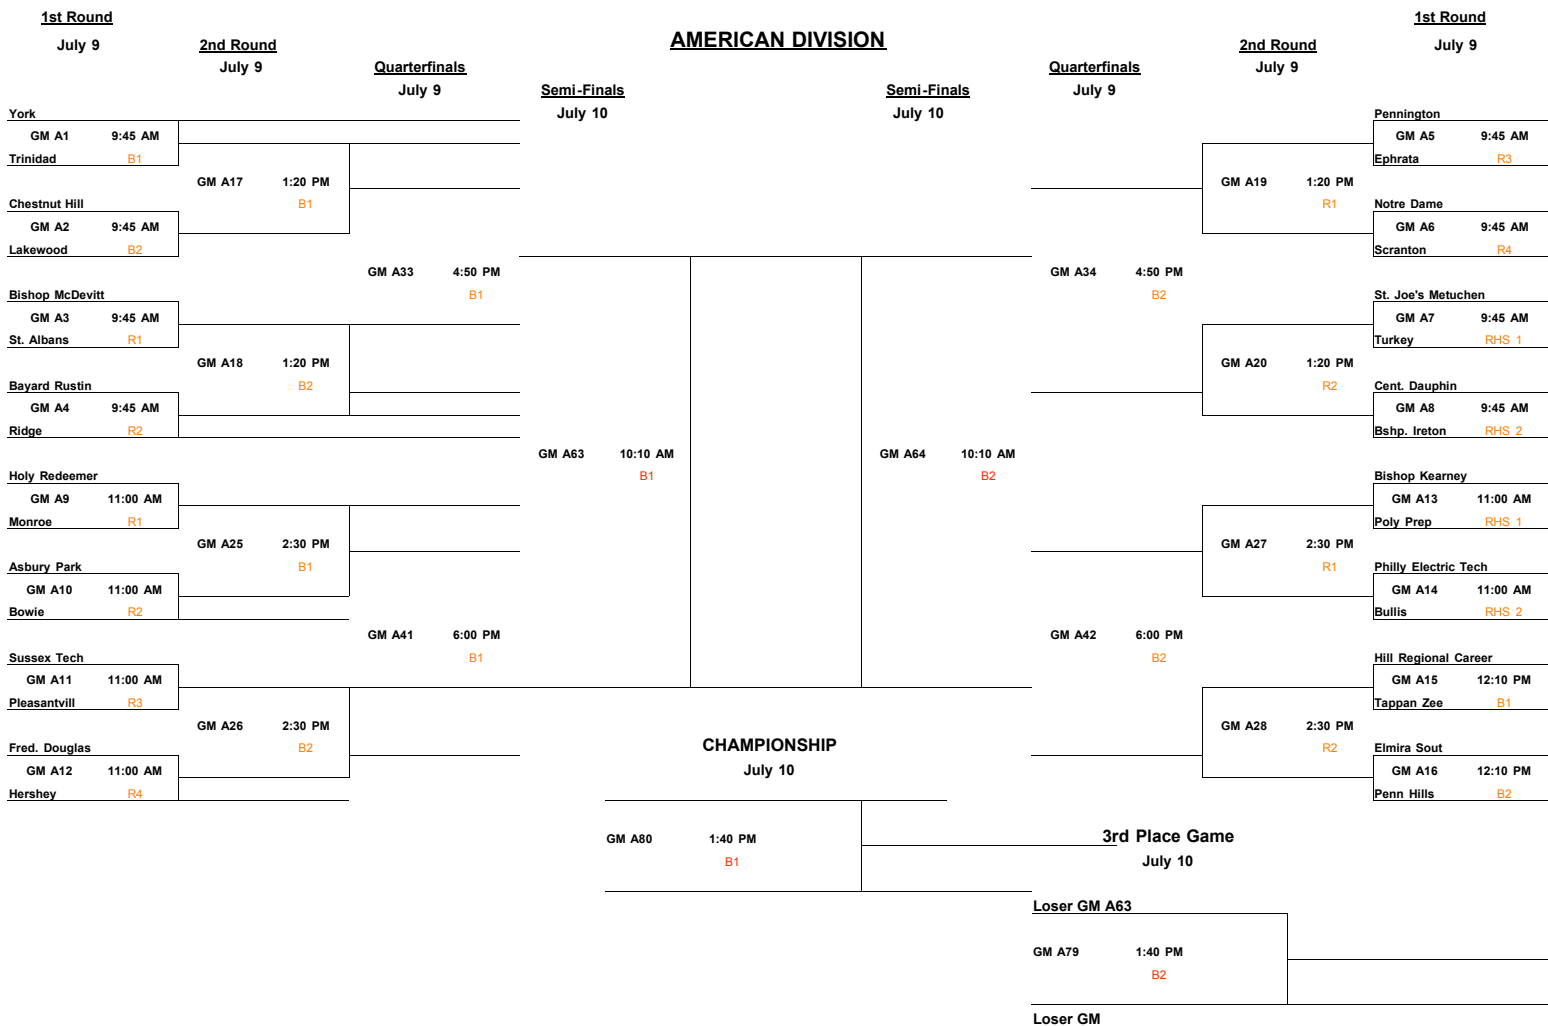 1st Round
July 9
2nd Round
July 9
Quarterfinals
July 9
Semi-Finals
July 10
AMERICAN DIVISION
Semi-Finals
July 10
Quarterfinals
July 9
2nd Round
July 9
1st Round
July 9
York
GM A1 9:45 AM
Trinidad B1
GM A17 1:20 PM
B1
Chestnut Hill
GM A2 9:45 AM
Lakewood B2
GM A33 4:50 PM
B1
Bishop McDevitt
GM A3 9:45 AM
St. Albans R1
GM A18 1:20 PM
B2
Bayard Rustin
GM A4 9:45 AM
Ridge R2
GM A63 10:10 AM
B1
Holy Redeemer
GM A9 11:00 AM
Monroe R1
GM A25 2:30 PM
B1
Asbury Park
GM A10 11:00 AM
Bowie R2
GM A41 6:00 PM
B1
Sussex Tech
GM A11 11:00 AM
Pleasantvill R3
GM A26 2:30 PM
B2
Fred. Douglas
GM A12 11:00 AM
Hershey R4
Pennington
GM A5 9:45 AM
Ephrata R3
GM A19 1:20 PM
R1
Notre Dame
GM A6 9:45 AM
Scranton R4
GM A34 4:50 PM
B2
St. Joe's Metuchen
GM A7 9:45 AM
Turkey RHS 1
GM A20 1:20 PM
R2
Cent. Dauphin
GM A8 9:45 AM
Bshp. Ireton RHS 2
GM A64 10:10 AM
B2
Bishop Kearney
GM A13 11:00 AM
Poly Prep RHS 1
GM A27 2:30 PM
R1
Philly Electric Tech
GM A14 11:00 AM
Bullis RHS 2
GM A42 6:00 PM
B2
Hill Regional Career
GM A15 12:10 PM
Tappan Zee B1
GM A28 2:30 PM
R2
Elmira Sout
GM A16 12:10 PM
Penn Hills B2
CHAMPIONSHIP
July 10
GM A80 1:40 PM
B1
3rd Place Game
July 10
Loser GM A63
GM A79 1:40 PM
B2
Loser GM